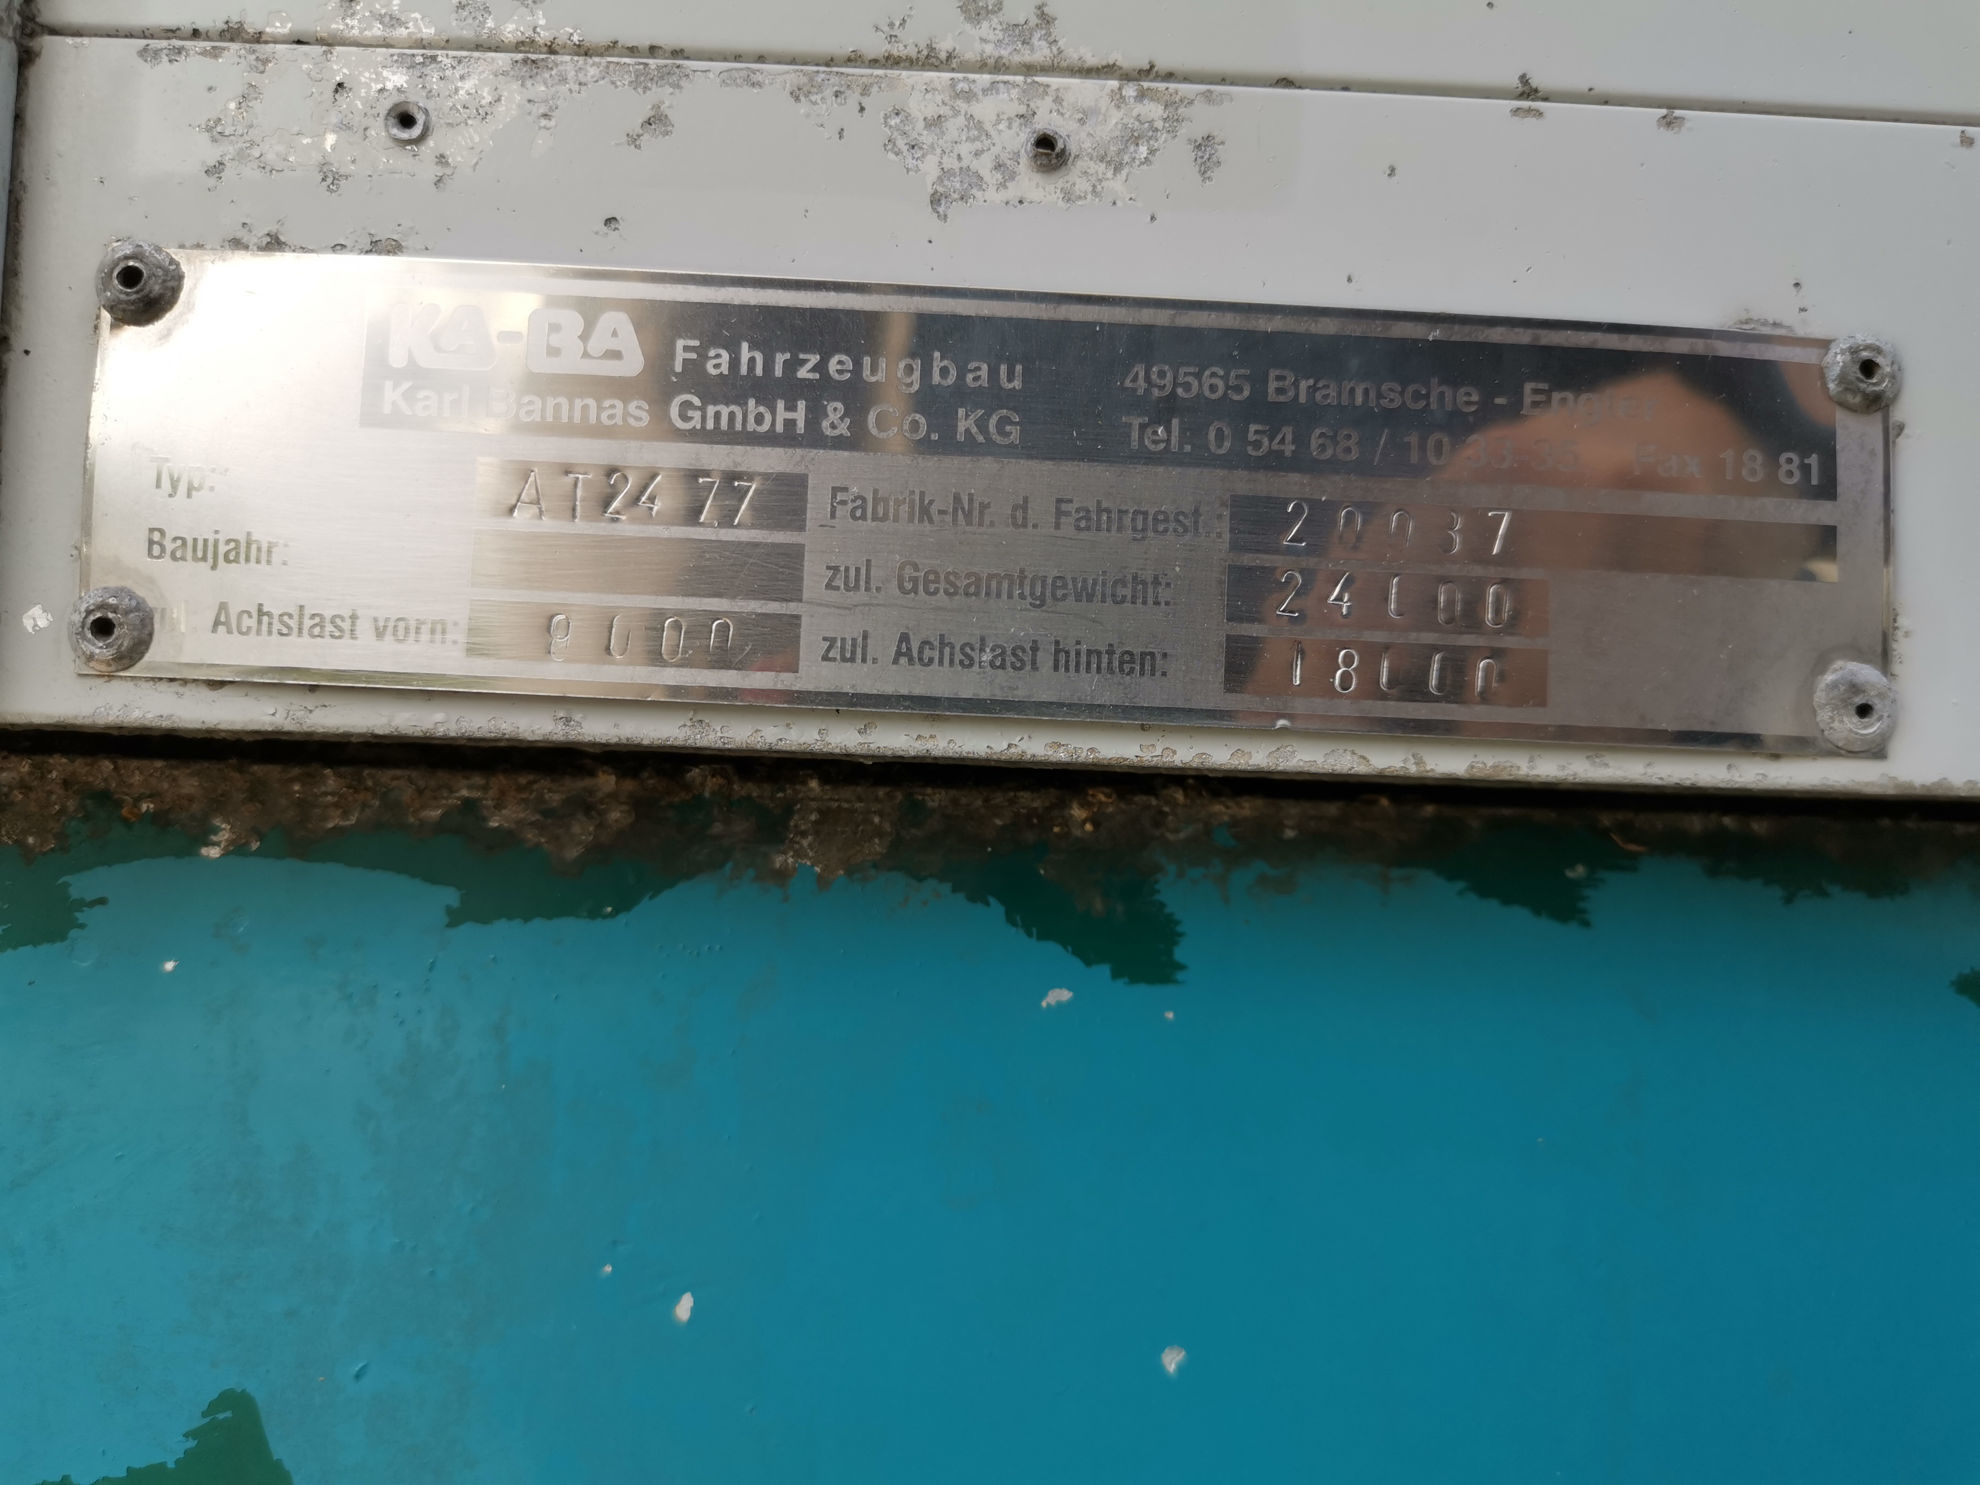 KA-BA Fahrzeugbau 49565 Bramsche - Engter
Karl Bannas GmbH & Co. KG Tel. 0 54 68 / 10 33-35 Fax 18 81
Typ: AT24 Z7 Fabrik-Nr. d. Fahrgest.: 20037
Baujahr: zul. Gesamtgewicht: 24000
zul. Achslast vorn: 8000 zul. Achslast hinten: 18000